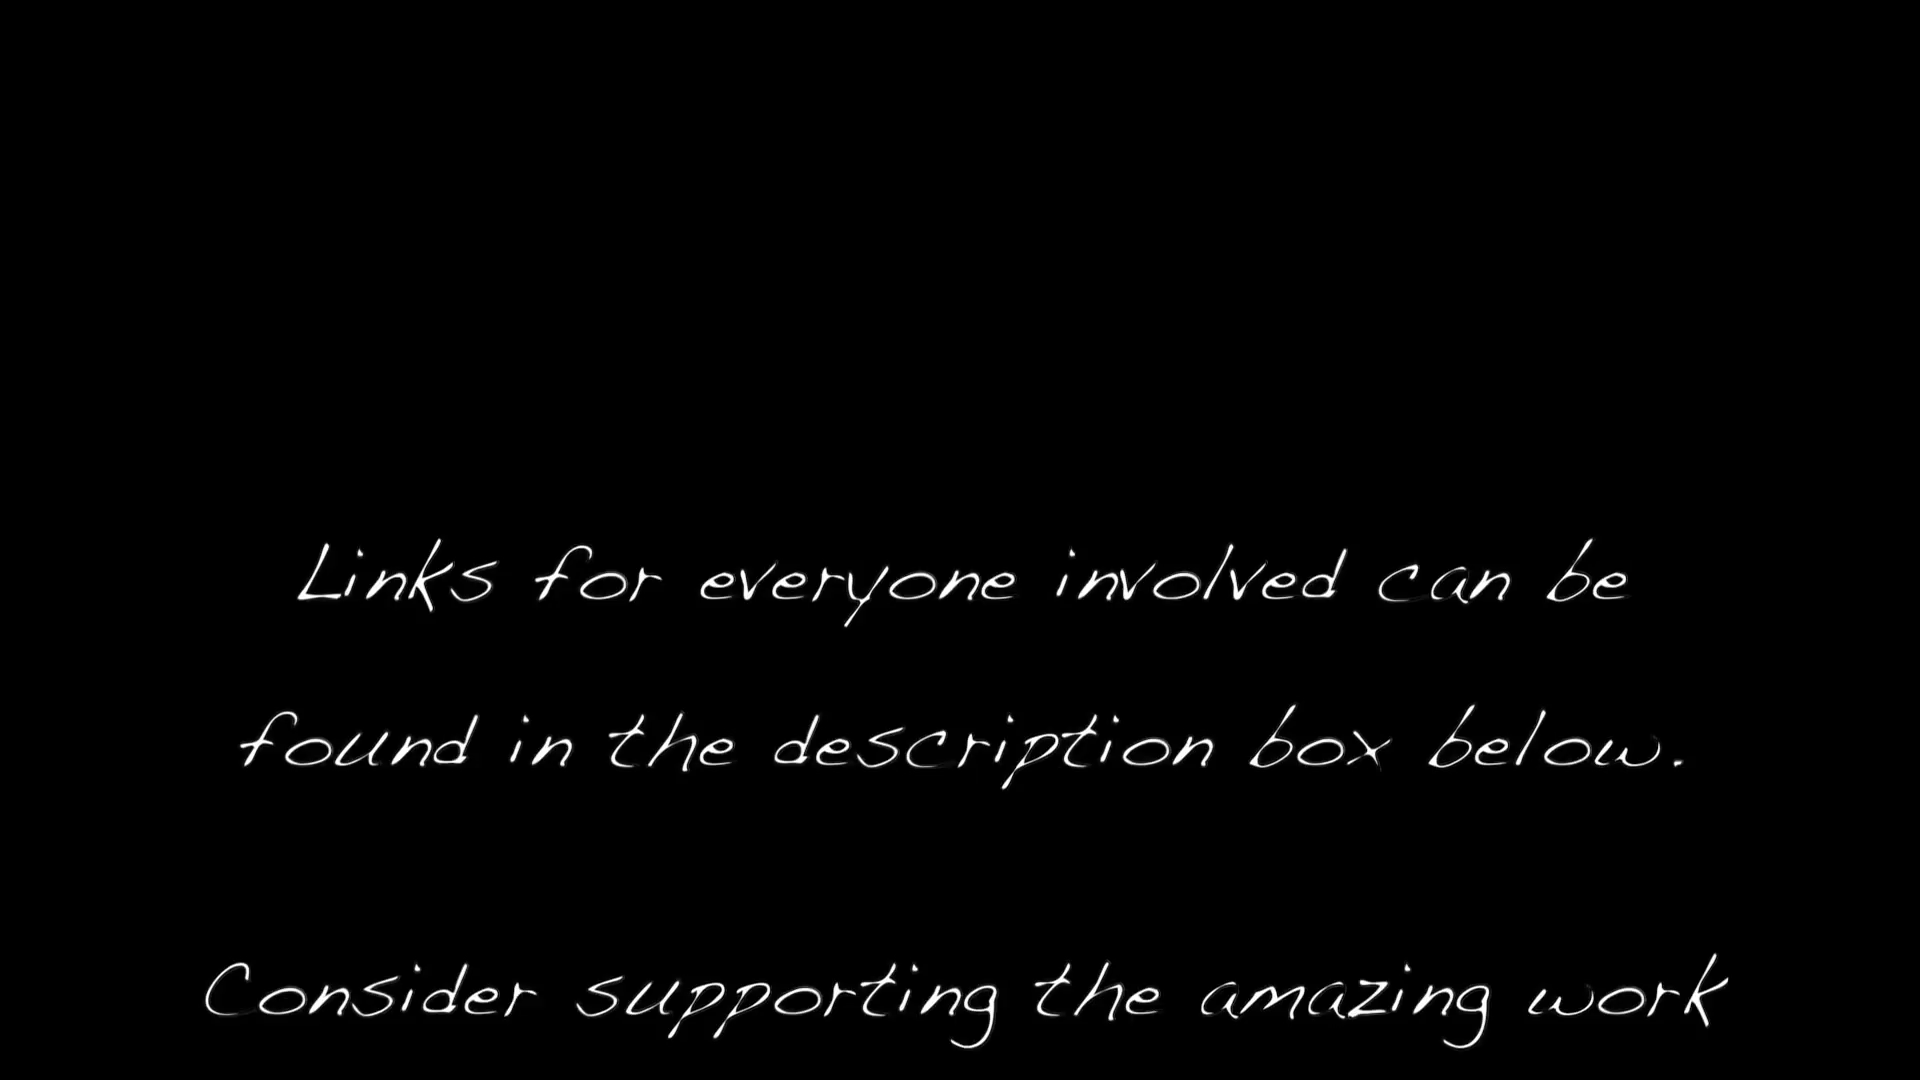 Links for everyone involved can be
found in the description box below.
Consider supporting the amazing work